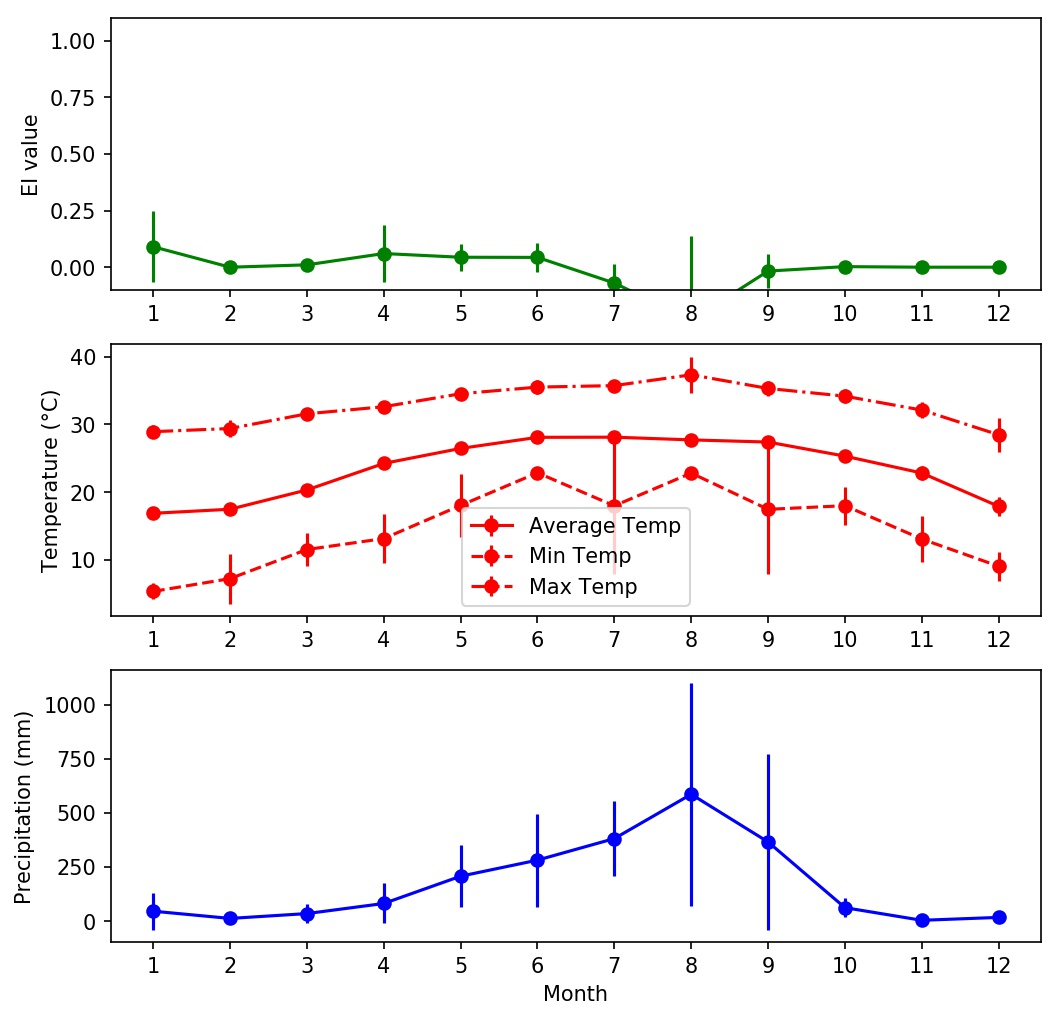 EI value
1.00
0.75
0.50
0.25
0.00
1 2 3 4 5 6 7 8 9 10 11 12
Temperature (°C)
40
30
20
10
Average Temp
Min Temp
Max Temp
1 2 3 4 5 6 7 8 9 10 11 12
Precipitation (mm)
1000
750
500
250
0
1 2 3 4 5 6 7 8 9 10 11 12
Month